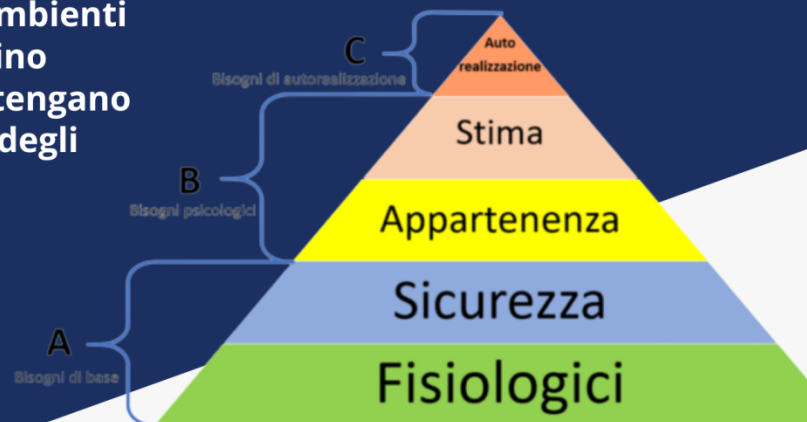 mbienti
ino
tengano
degli
C
Bisogni di autorealizzazione
B
Bisogni psicologici
A
Bisogni di base
Auto
realizzazione
Stima
Appartenenza
Sicurezza
Fisiologici